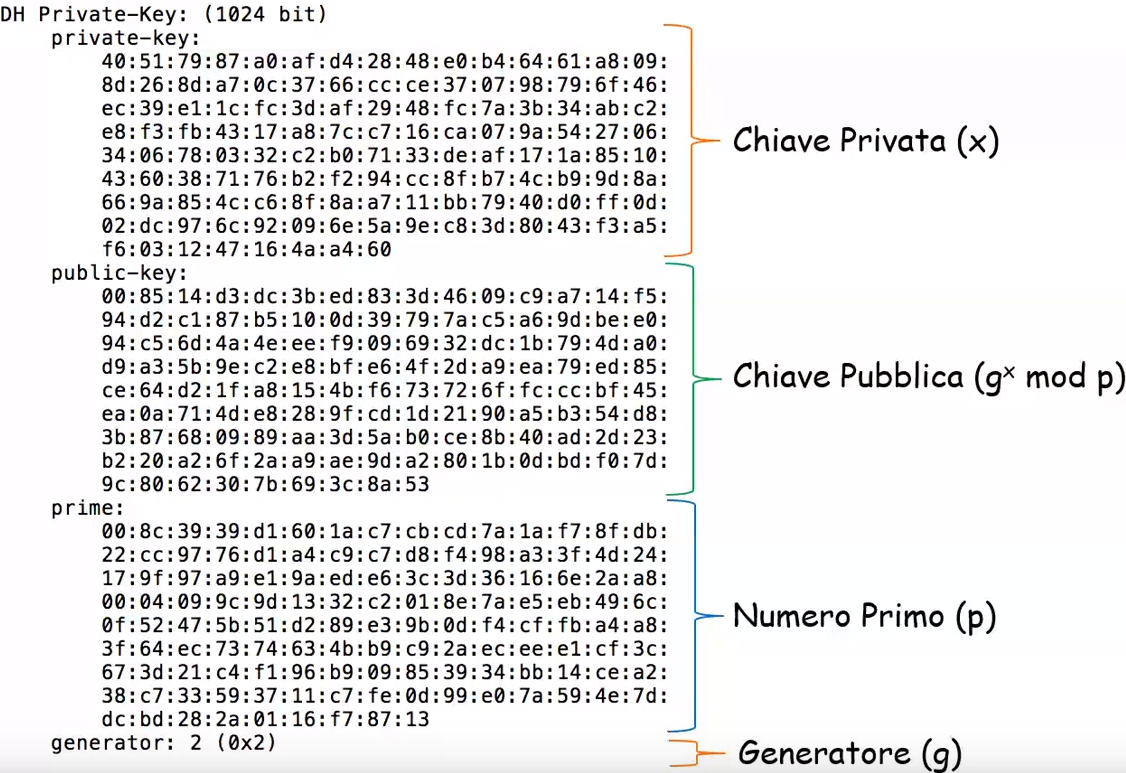 DH Private-Key: (1024 bit)
private-key:
40:51:79:87:a0:af:d4:28:48:e0:b4:64:61:a8:09:
8d:26:8d:a7:0c:37:66:cc:ce:37:07:98:79:6f:46:
ec:39:e1:1c:fc:3d:af:29:48:fc:7a:3b:34:ab:c2:
e8:f3:fb:43:17:a8:7c:c7:16:ca:07:9a:54:27:06:
34:06:78:03:32:c2:b0:71:33:de:af:17:1a:85:10:
43:60:38:71:76:b2:f2:94:cc:8f:b7:4c:b9:9d:8a:
66:9a:85:4c:c6:8f:8a:a7:11:bb:79:40:d0:ff:0d:
02:dc:97:6c:92:09:6e:5a:9e:c8:3d:80:43:f3:a5:
f6:03:12:47:16:4a:a4:60
Chiave Privata (x)
public-key:
00:85:14:d3:dc:3b:ed:83:3d:46:09:c9:a7:14:f5:
94:d2:c1:87:b5:10:0d:39:79:7a:c5:a6:9d:be:e0:
94:c5:6d:4a:4e:ee:f9:09:69:32:dc:1b:79:4d:a0:
d9:a3:5b:9e:c2:e8:bf:e6:4f:2d:a9:ea:79:ed:85:
ce:64:d2:1f:a8:15:4b:f6:73:72:6f:fc:cc:bf:45:
ea:0a:71:4d:e8:28:9f:cd:1d:21:90:a5:b3:54:d8:
3b:87:68:09:89:aa:3d:5a:b0:ce:8b:40:ad:2d:23:
b2:20:a2:6f:2a:a9:ae:9d:a2:80:1b:0d:bd:f0:7d:
9c:80:62:30:7b:69:3c:8a:53
Chiave Pubblica (gˣ mod p)
prime:
00:8c:39:39:d1:60:1a:c7:cb:cd:7a:1a:f7:8f:db:
22:cc:97:76:d1:a4:c9:c7:d8:f4:98:a3:3f:4d:24:
17:9f:97:a9:e1:9a:ed:e6:3c:3d:36:16:6e:2a:a8:
00:04:09:9c:9d:13:32:c2:01:8e:7a:e5:eb:49:6c:
0f:52:47:5b:51:d2:89:e3:9b:0d:f4:cf:fb:a4:a8:
3f:64:ec:73:74:63:4b:b9:c9:2a:ec:ee:e1:cf:3c:
67:3d:21:c4:f1:96:b9:09:85:39:34:bb:14:ce:a2:
38:c7:33:59:37:11:c7:fe:0d:99:e0:7a:59:4e:7d:
dc:bd:28:2a:01:16:f7:87:13
Numero Primo (p)
generator: 2 (0x2)
Generatore (g)